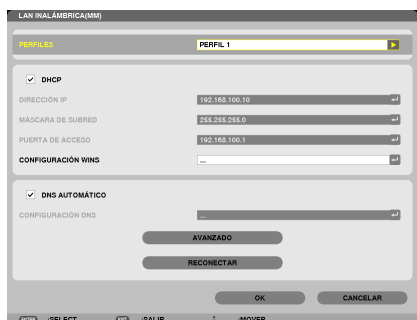 LAN INALÁMBRICA(MM)
PERFILES PERFIL 1
DHCP
DIRECCIÓN IP 192.168.100.10
MÁSCARA DE SUBRED 255.255.255.0
PUERTA DE ACCESO 192.168.100.1
CONFIGURACIÓN WINS ...
DNS AUTOMÁTICO
CONFIGURACIÓN DNS ...
AVANZADO
RECONECTAR
OK CANCELAR
ENTER :SELECT EXIT :SALIR :MOVER